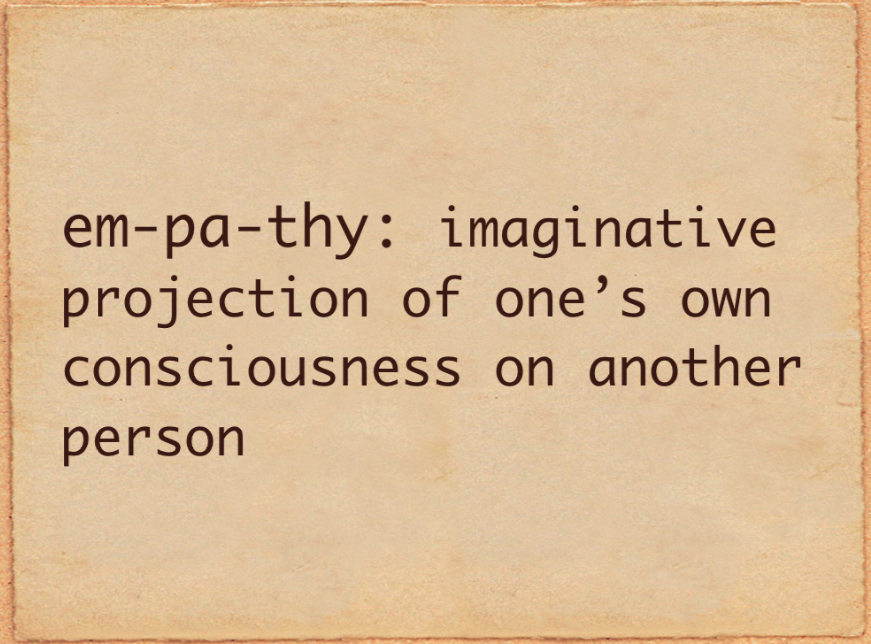 em-pa-thy: imaginative
projection of one’s own
consciousness on another
person